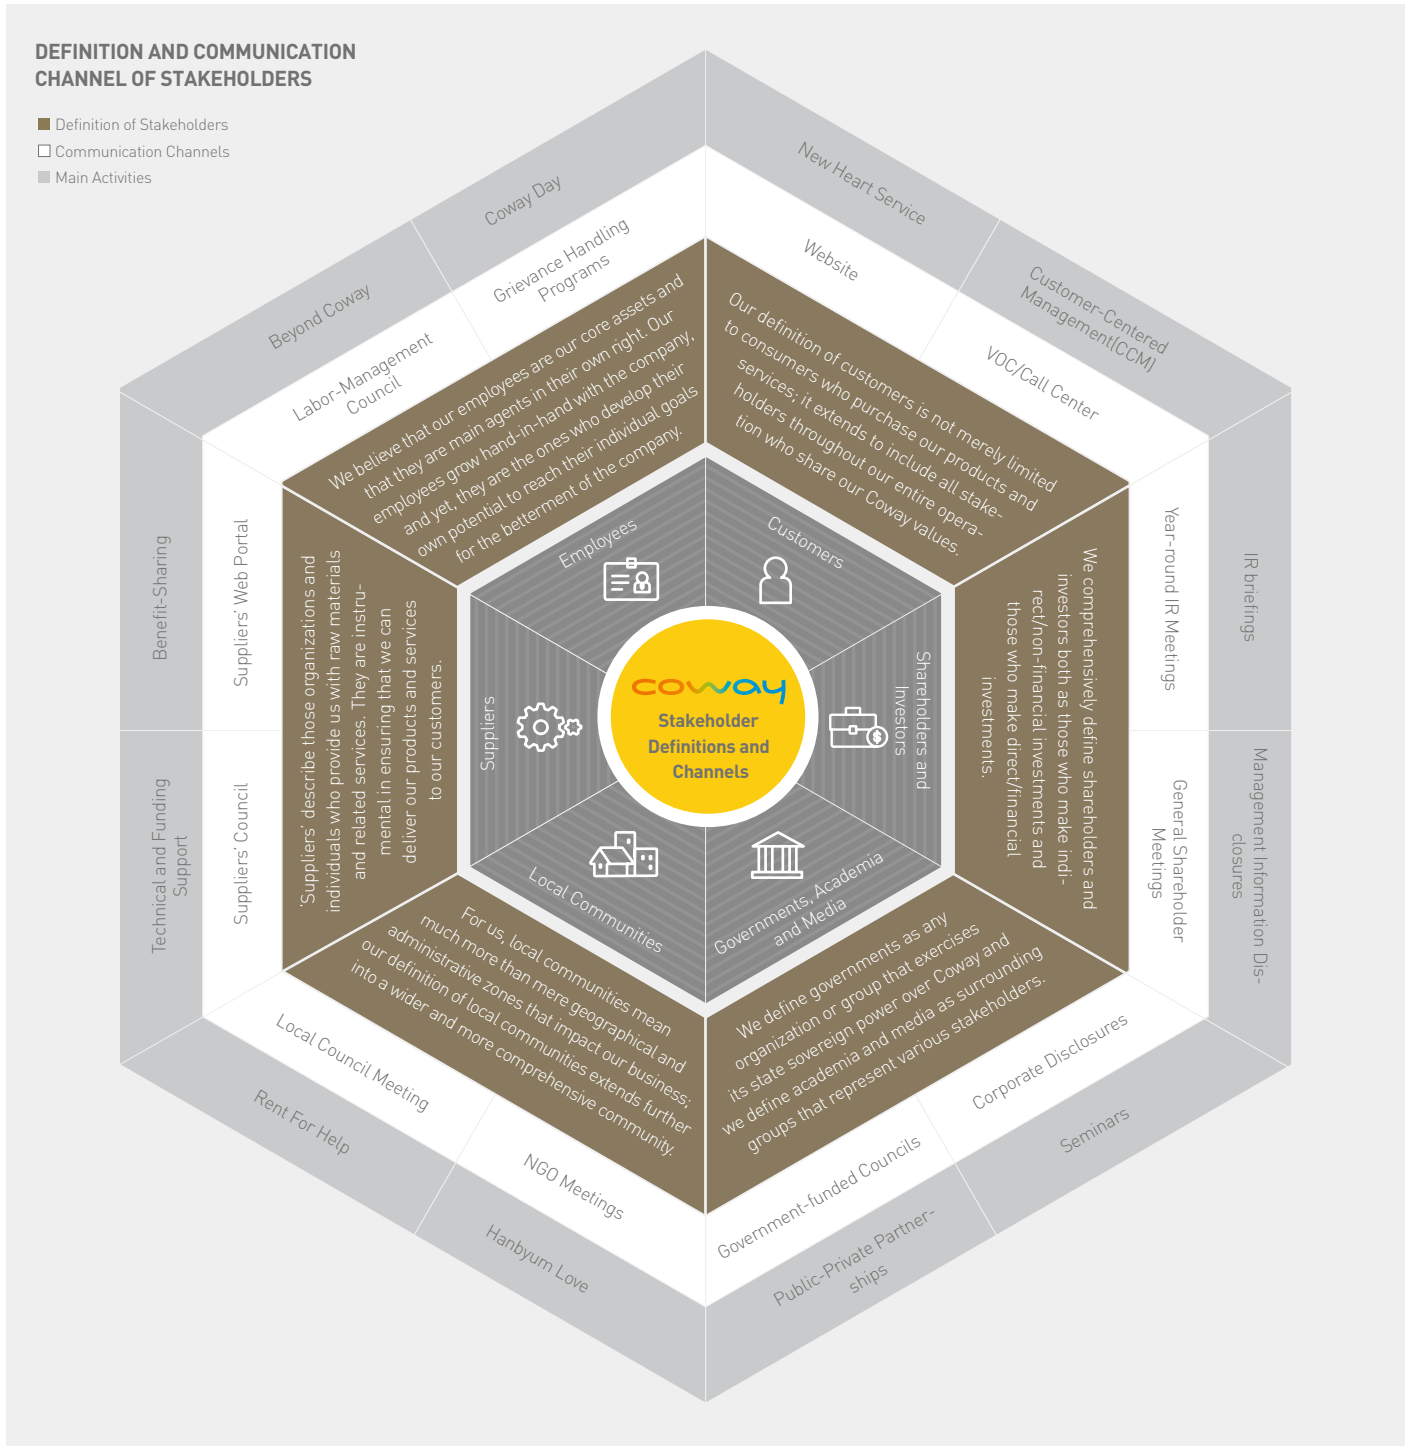 DEFINITION AND COMMUNICATION
CHANNEL OF STAKEHOLDERS
Definition of Stakeholders
Communication Channels
Main Activities
coway
Stakeholder
Definitions and
Channels
Customers
Our definition of customers is not merely limited
to consumers who purchase our products and
services; it extends to include all stake-
holders throughout our entire opera-
tion who share our Coway values.
Website
VOC/Call Center
New Heart Service
Customer-Centered
Management(CCM)
Shareholders and
Investors
We comprehensively define shareholders and
investors both as those who make indi-
rect/non-financial investments and
those who make direct/financial
investments.
Year-round IR Meetings
General Shareholder
Meetings
IR briefings
Management Information Dis-
closures
Governments, Academia
and Media
We define governments as any
organization or group that exercises
its state sovereign power over Coway and
we define academia and media as surrounding
groups that represent various stakeholders.
Corporate Disclosures
Government-funded Councils
Seminars
Public-Private Partner-
ships
Local Communities
For us, local communities mean
much more than mere geographical and
administrative zones that impact our business;
our definition of local communities extends further
into a wider and more comprehensive community.
Local Council Meeting
NGO Meetings
Rent For Help
Hanbyum Love
Suppliers
'Suppliers' describe those organizations and
individuals who provide us with raw materials
and related services. They are instru-
mental in ensuring that we can
deliver our products and services
to our customers.
Suppliers' Web Portal
Suppliers' Council
Benefit-Sharing
Technical and Funding
Support
Employees
We believe that our employees are our core assets and
that they are main agents in their own right. Our
employees grow hand-in-hand with the company,
and yet, they are the ones who develop their
own potential to reach their individual goals
for the betterment of the company.
Labor-Management
Council
Grievance Handling
Programs
Beyond Coway
Coway Day